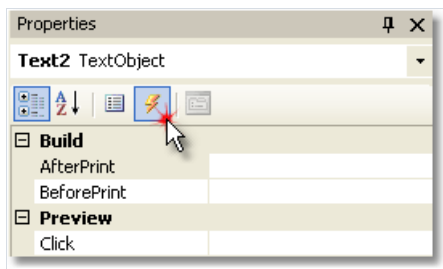 Properties
Text2 TextObject
A
Z
Build
AfterPrint
BeforePrint
Preview
Click